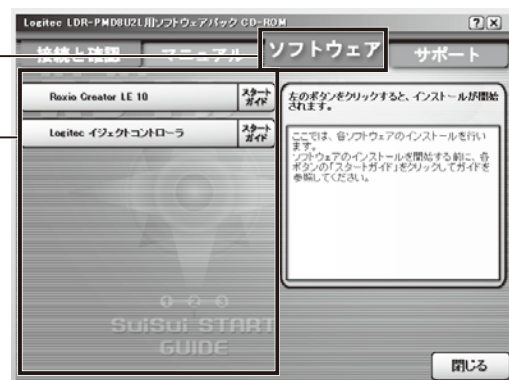 Logitec LDR-PMD8U2L用ソフトウェアパック CD-ROM
接続と確認
マニュアル
ソフトウェア
サポート
Roxio Creator LE 10
スタート
ガイド
Logitec イジェクトコントローラ
スタート
ガイド
左のボタンをクリックすると、インストールが開始
されます。
ここでは、各ソフトウェアのインストールを行い
ます。
ソフトウェアのインストールを開始する前に、各
ボタンの「スタートガイド」をクリックしてガイドを
参照してください。
1 2 3
SuiSui START
GUIDE
閉じる